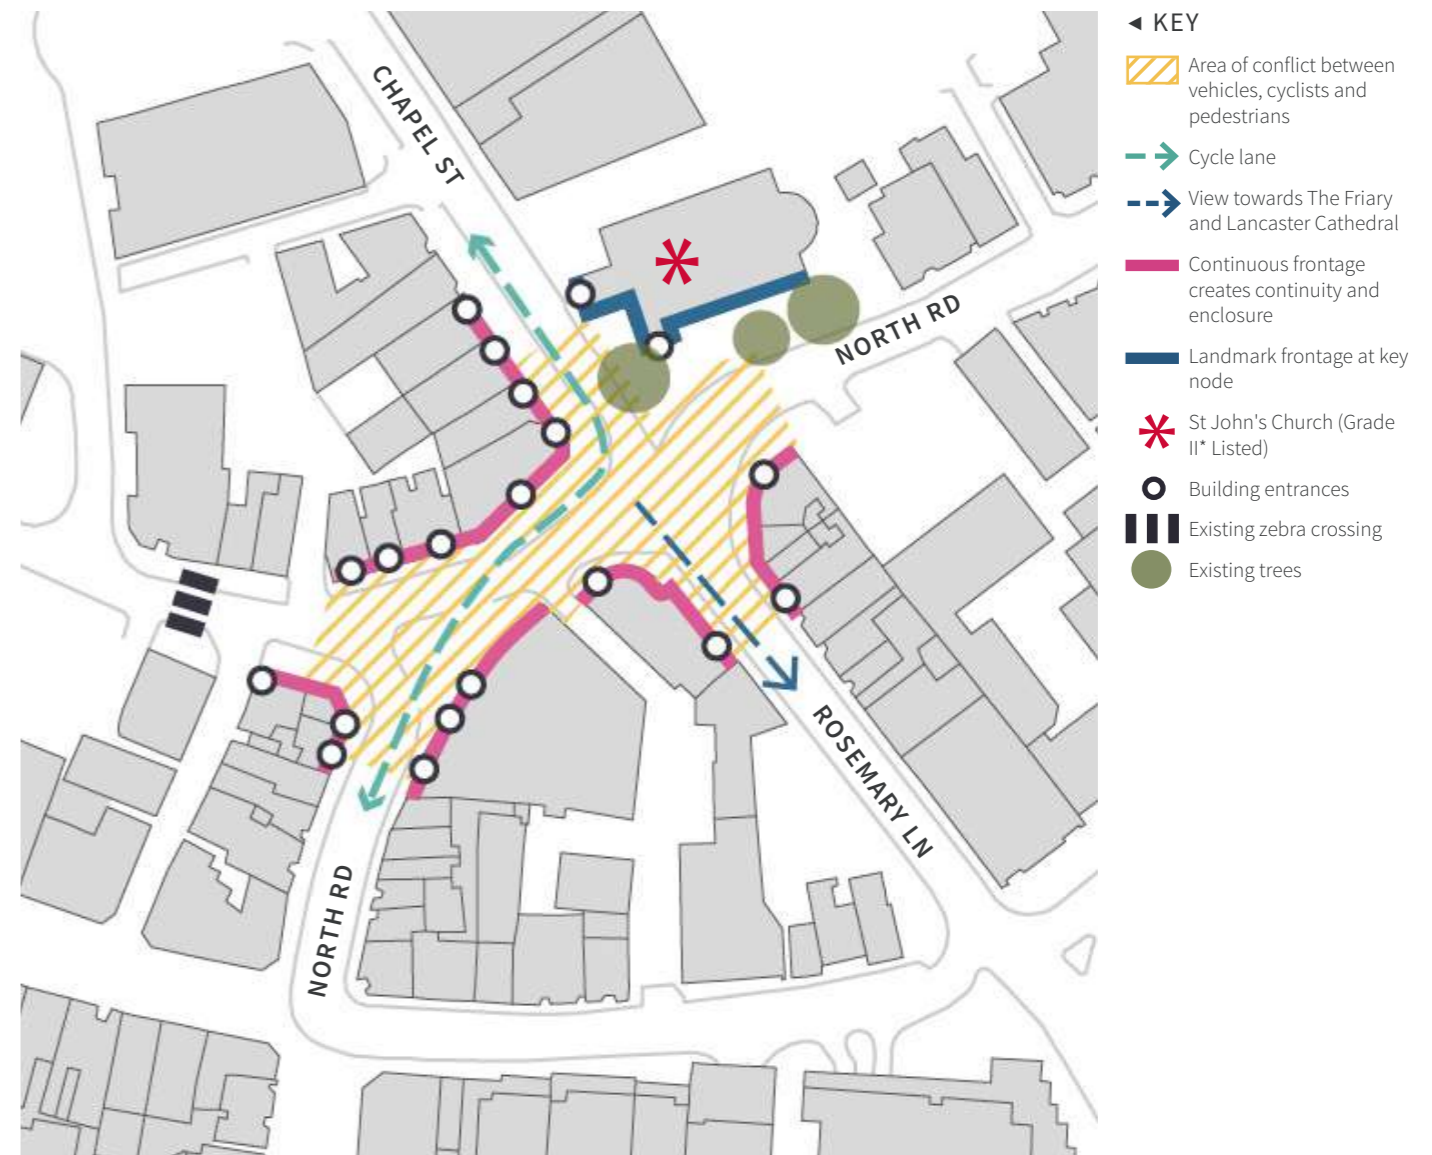 CHAPEL ST
NORTH RD
ROSEMARY LN
NORTH RD
◄ KEY
Area of conflict between
vehicles, cyclists and
pedestrians
Cycle lane
View towards The Friary
and Lancaster Cathedral
Continuous frontage
creates continuity and
enclosure
Landmark frontage at key
node
St John's Church (Grade
II* Listed)
Building entrances
Existing zebra crossing
Existing trees